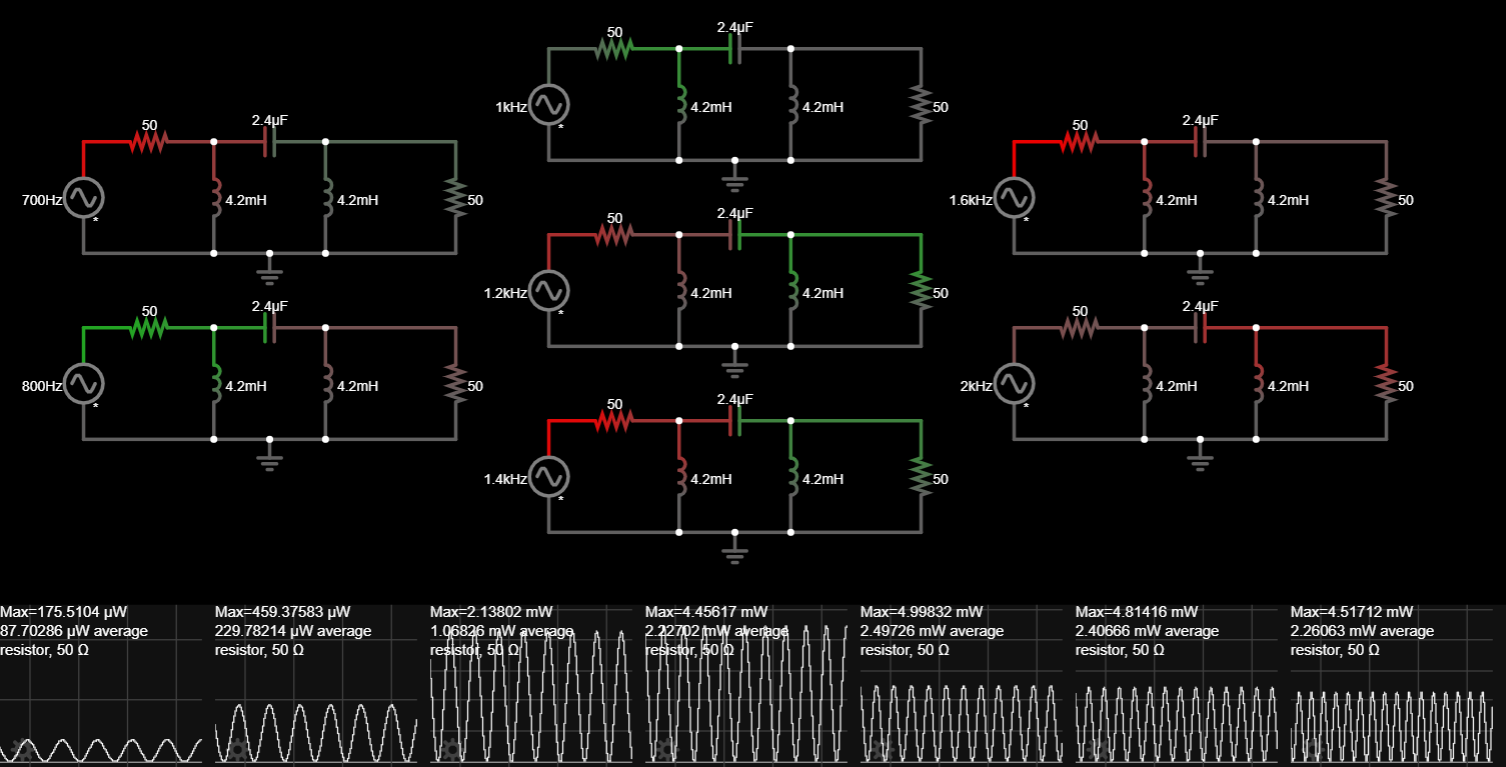 50
2.4µF
1kHz
4.2mH
4.2mH
50
50
2.4µF
700Hz
4.2mH
4.2mH
50
50
2.4µF
1.6kHz
4.2mH
4.2mH
50
50
2.4µF
1.2kHz
4.2mH
4.2mH
50
50
2.4µF
800Hz
4.2mH
4.2mH
50
50
2.4µF
2kHz
4.2mH
4.2mH
50
50
2.4µF
1.4kHz
4.2mH
4.2mH
50
Max=175.5104 µW
87.70286 µW average
resistor, 50 Ω
Max=459.37583 µW
229.78214 µW average
resistor, 50 Ω
Max=2.13802 mW
1.06826 mW average
resistor, 50 Ω
Max=4.45617 mW
2.22702 mW average
resistor, 50 Ω
Max=4.99832 mW
2.49726 mW average
resistor, 50 Ω
Max=4.81416 mW
2.40666 mW average
resistor, 50 Ω
Max=4.51712 mW
2.26063 mW average
resistor, 50 Ω